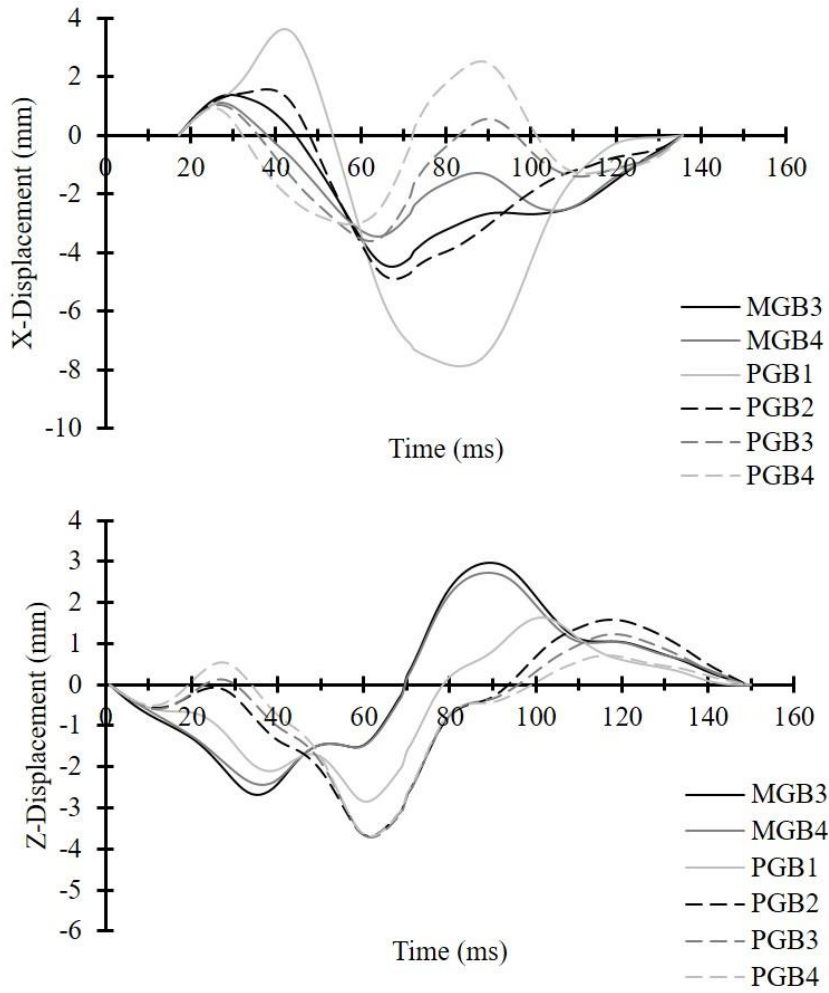 4
2
0
0 20 40 60 80 100 120 140 160
-2
-4
-6
-8
-10
X-Displacement (mm)
Time (ms)
MGB3
MGB4
PGB1
PGB2
PGB3
PGB4
4
3
2
1
0
0 20 40 60 80 100 120 140 160
-1
-2
-3
-4
-5
-6
Z-Displacement (mm)
Time (ms)
MGB3
MGB4
PGB1
PGB2
PGB3
PGB4